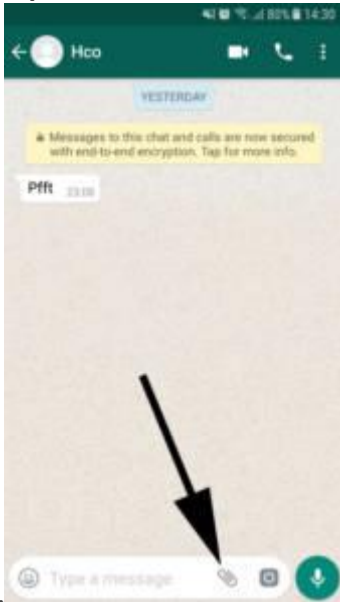 80% 14:30
Hco
YESTERDAY
Messages to this chat and calls are now secured
with end-to-end encryption. Tap for more info.
Pfft 23:08
Type a message